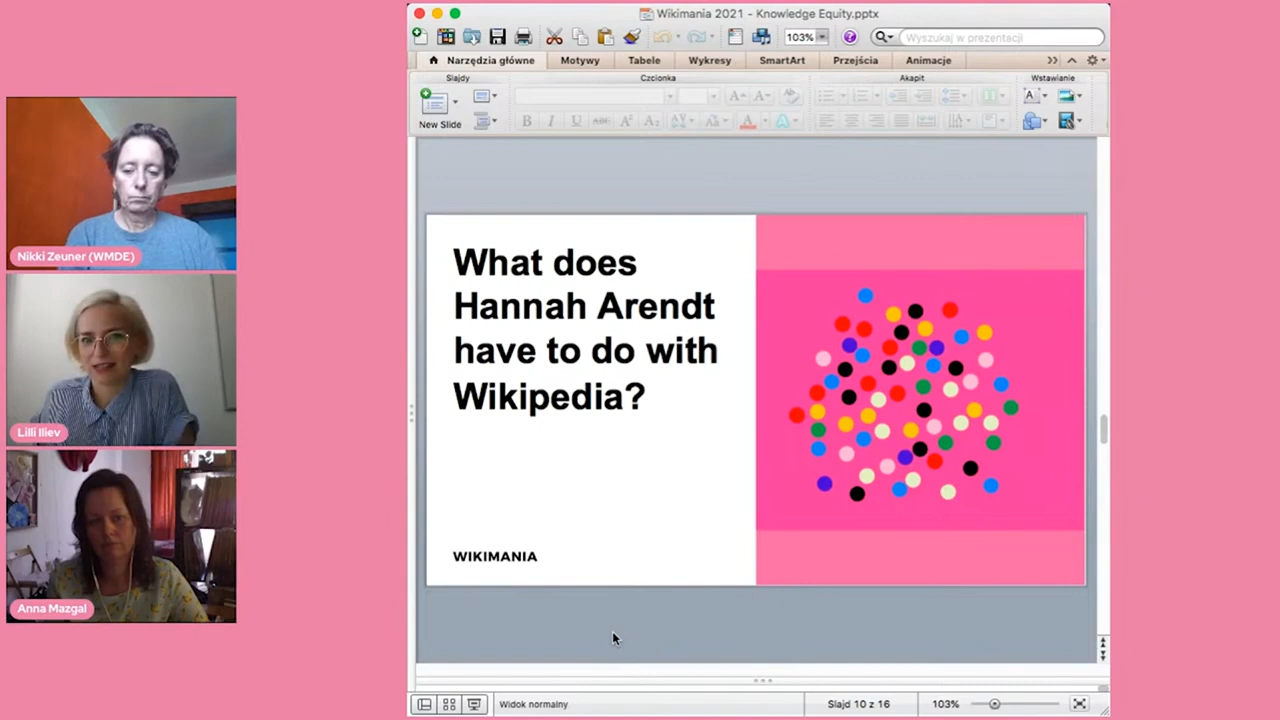 Nikki Zeuner (WMDE)
Lilli Iliev
Anna Mazgal
Wikimania 2021 - Knowledge Equity.pptx
103%
Wyszukaj w prezentacji
Narzędzia główne
Motywy
Tabele
Wykresy
SmartArt
Przejścia
Animacje
Slajdy
Czcionka
Akapit
Wstawianie
New Slide
What does
Hannah Arendt
have to do with
Wikipedia?
WIKIMANIA
Widok normalny
Slajd 10 z 16
103%